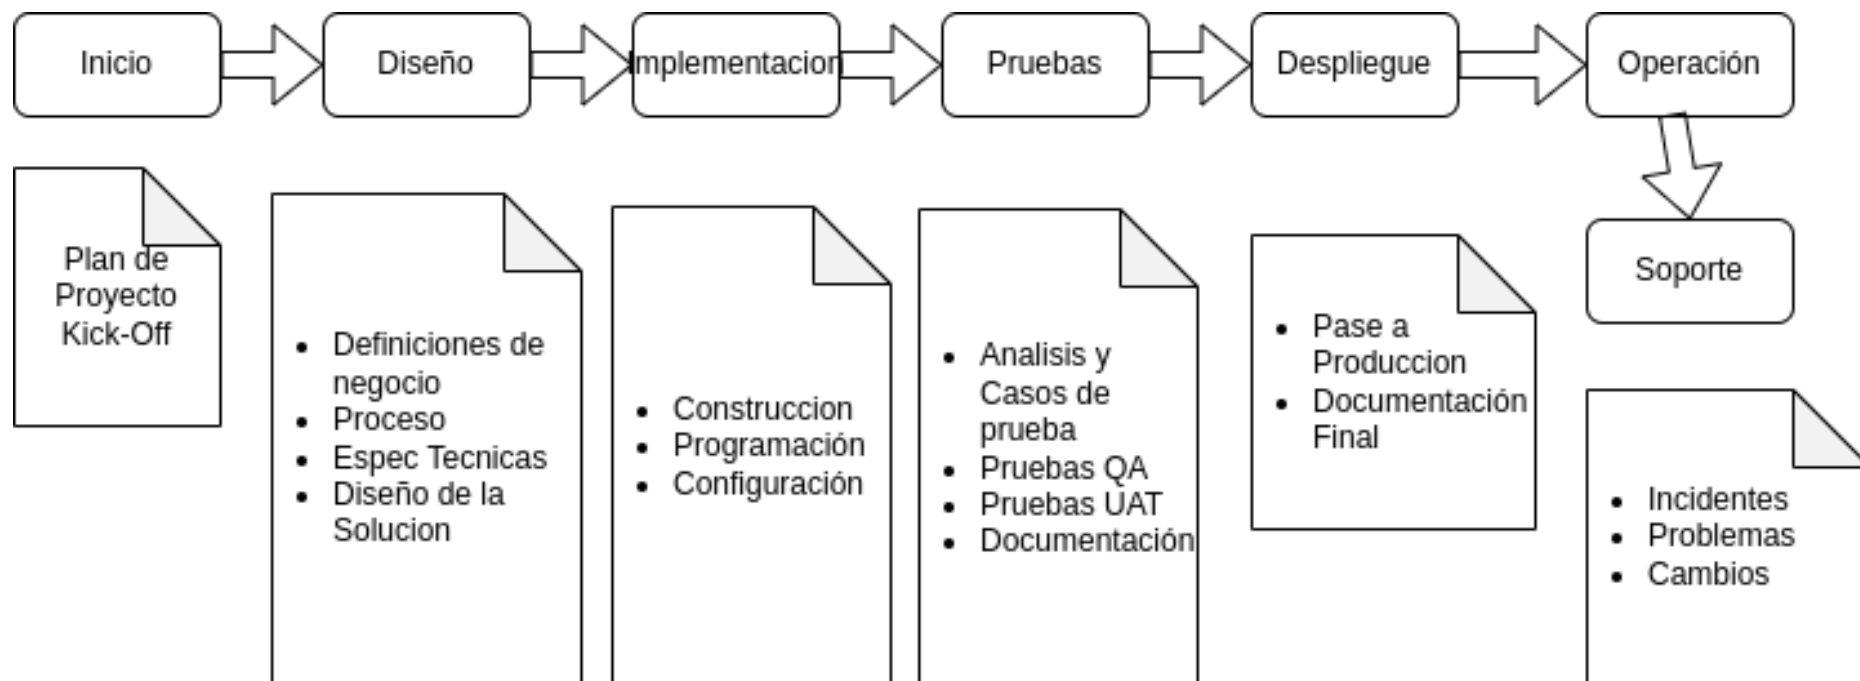 Inicio
Diseño
Implementacion
Pruebas
Despliegue
Operación
Soporte
Plan de
Proyecto
Kick-Off
• Definiciones de
negocio
• Proceso
• Espec Tecnicas
• Diseño de la
Solucion
• Construccion
• Programación
• Configuración
• Analisis y
Casos de
prueba
• Pruebas QA
• Pruebas UAT
• Documentación
• Pase a
Produccion
• Documentación
Final
• Incidentes
• Problemas
• Cambios